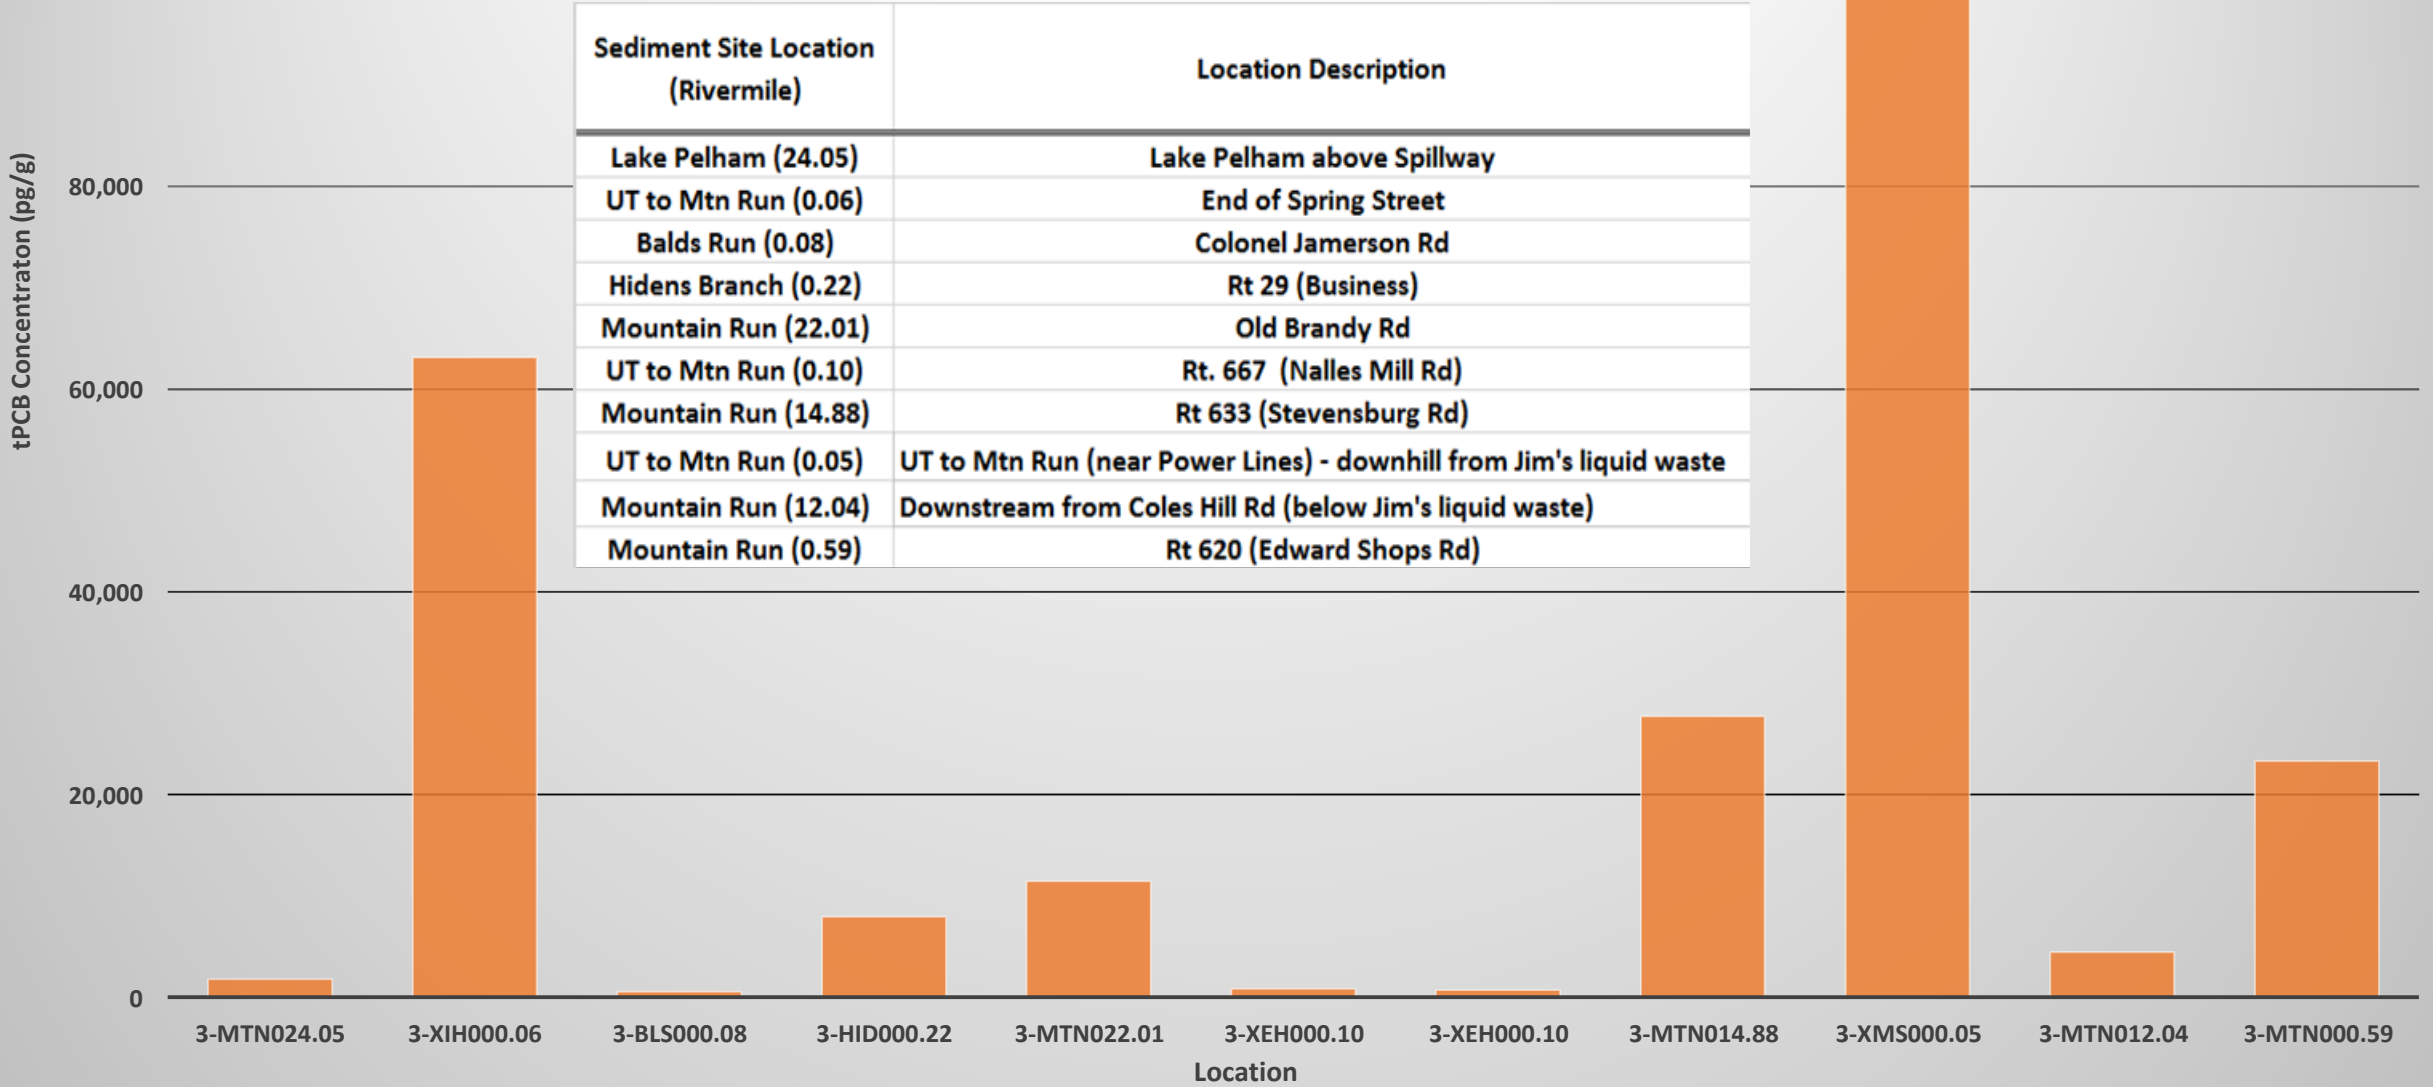 Sediment Site Location
(Rivermile)
Location Description
Lake Pelham (24.05) Lake Pelham above Spillway
UT to Mtn Run (0.06) End of Spring Street
Balds Run (0.08) Colonel Jamerson Rd
Hidens Branch (0.22) Rt 29 (Business)
Mountain Run (22.01) Old Brandy Rd
UT to Mtn Run (0.10) Rt. 667 (Nalles Mill Rd)
Mountain Run (14.88) Rt 633 (Stevensburg Rd)
UT to Mtn Run (0.05) UT to Mtn Run (near Power Lines) - downhill from Jim's liquid waste
Mountain Run (12.04) Downstream from Coles Hill Rd (below Jim's liquid waste)
Mountain Run (0.59) Rt 620 (Edward Shops Rd)
tPCB Concentraton (pg/g)
80,000
60,000
40,000
20,000
0
3-MTN024.05 3-XIH000.06 3-BLS000.08 3-HID000.22 3-MTN022.01 3-XEH000.10 3-XEH000.10 3-MTN014.88 3-XMS000.05 3-MTN012.04 3-MTN000.59
Location